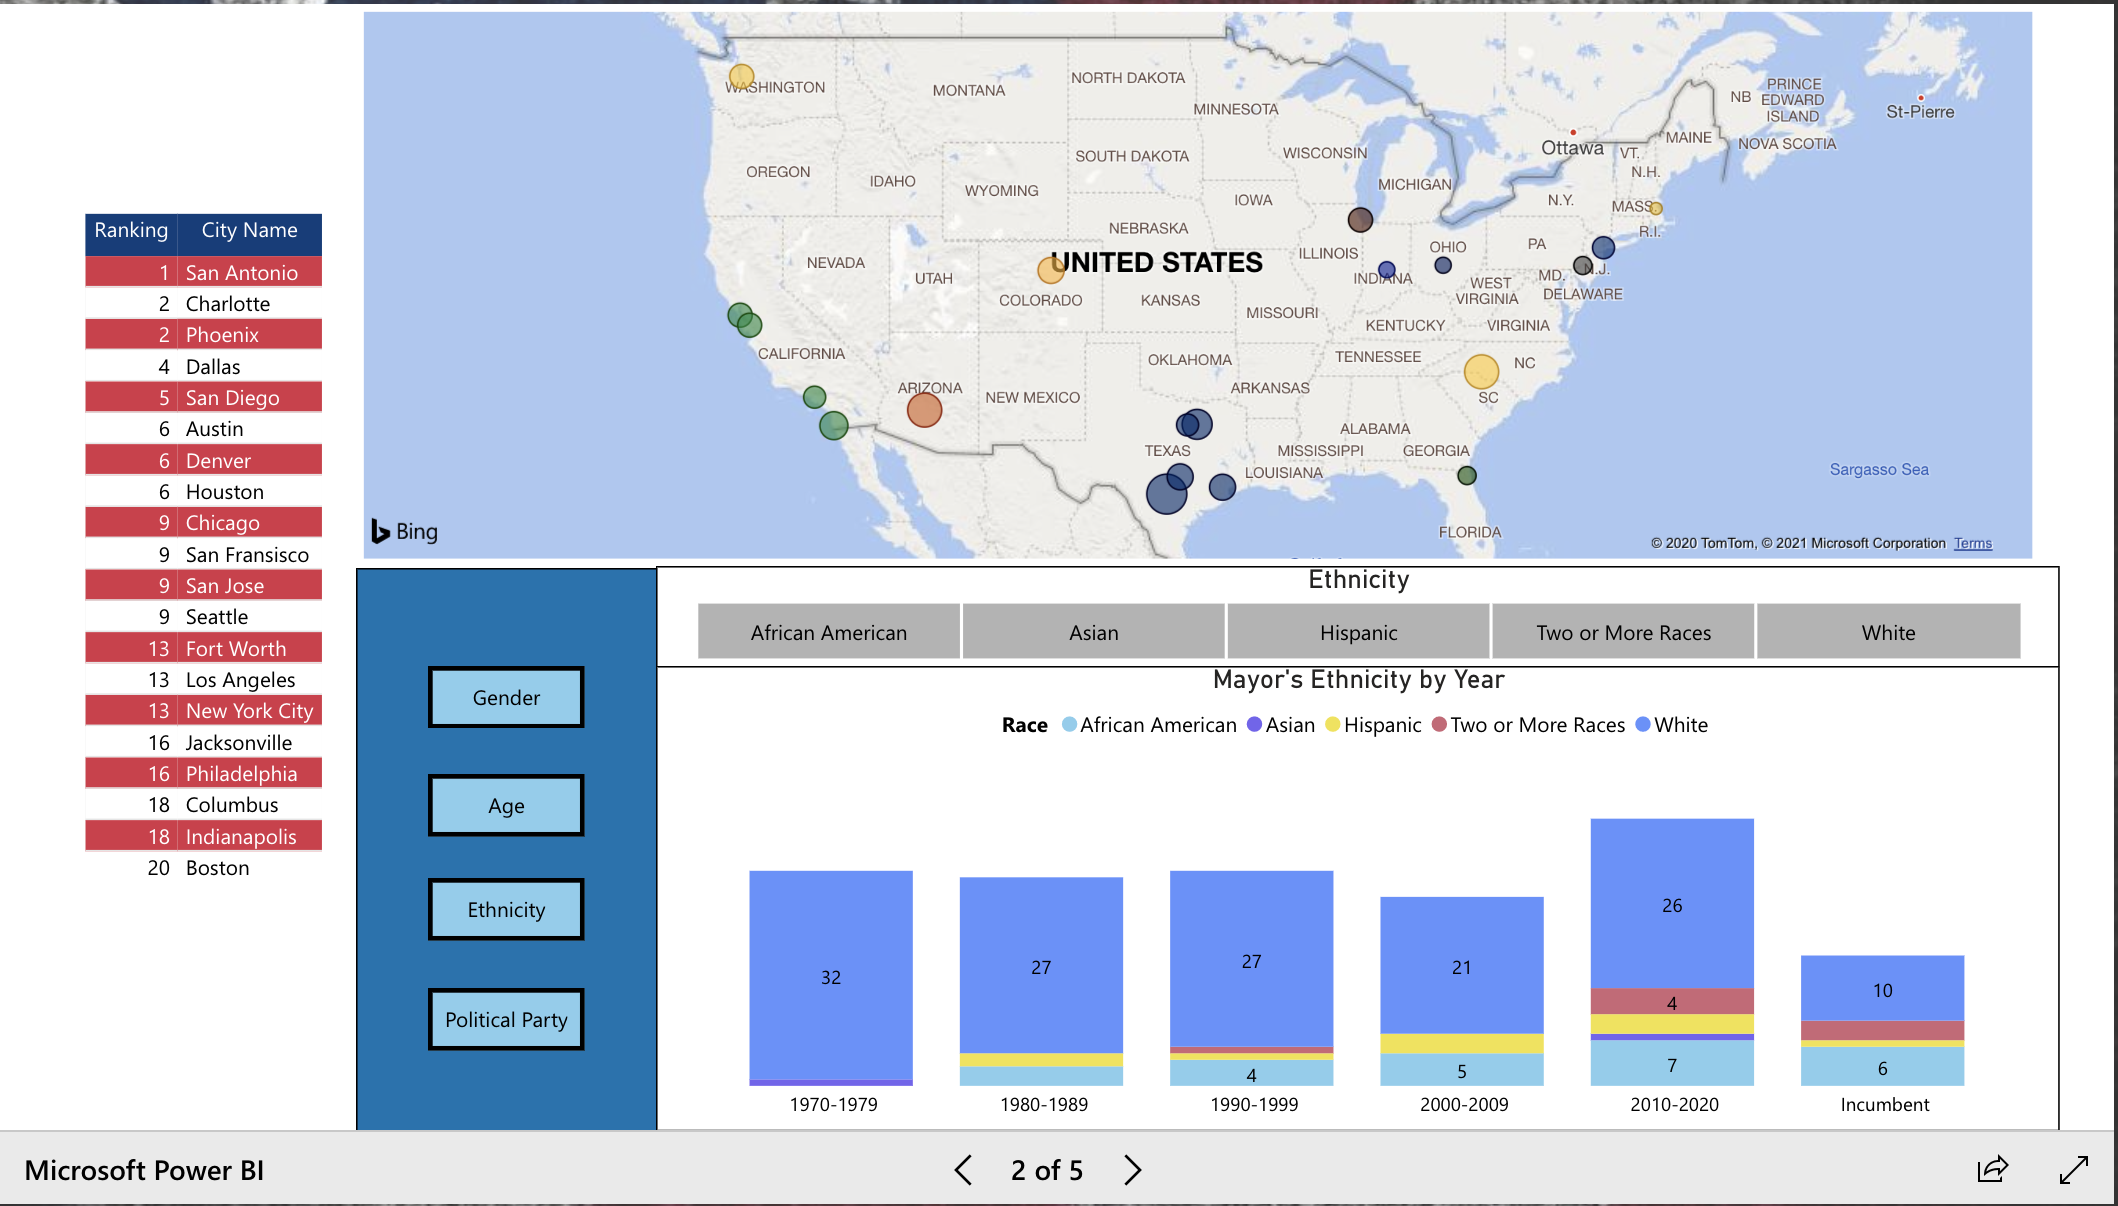 Ranking City Name
1 San Antonio
2 Charlotte
2 Phoenix
4 Dallas
5 San Diego
6 Austin
6 Denver
6 Houston
9 Chicago
9 San Fransisco
9 San Jose
9 Seattle
13 Fort Worth
13 Los Angeles
13 New York City
16 Jacksonville
16 Philadelphia
18 Columbus
18 Indianapolis
20 Boston
WASHINGTON
MONTANA
NORTH DAKOTA
MINNESOTA
NB
PRINCE
EDWARD
ISLAND
St-Pierre
Ottawa
MAINE
NOVA SCOTIA
VT.
N.H.
OREGON
IDAHO
WYOMING
SOUTH DAKOTA
WISCONSIN
MICHIGAN
IOWA
N.Y.
MASS.
R.I.
NEBRASKA
NEVADA
UTAH
UNITED STATES
ILLINOIS
OHIO
PA
INDIANA
N.J.
MD.
COLORADO
KANSAS
MISSOURI
WEST
VIRGINIA
DELAWARE
KENTUCKY
VIRGINIA
CALIFORNIA
OKLAHOMA
TENNESSEE
NC
ARIZONA
NEW MEXICO
ARKANSAS
SC
ALABAMA
TEXAS
MISSISSIPPI
GEORGIA
LOUISIANA
Sargasso Sea
FLORIDA
Bing
© 2020 TomTom, © 2021 Microsoft Corporation Terms
Gender
Age
Ethnicity
Political Party
Ethnicity
African American Asian Hispanic Two or More Races White
Mayor's Ethnicity by Year
Race African American Asian Hispanic Two or More Races White
32
27
27
4
21
5
26
4
7
10
6
1970-1979 1980-1989 1990-1999 2000-2009 2010-2020 Incumbent
Microsoft Power BI
2 of 5